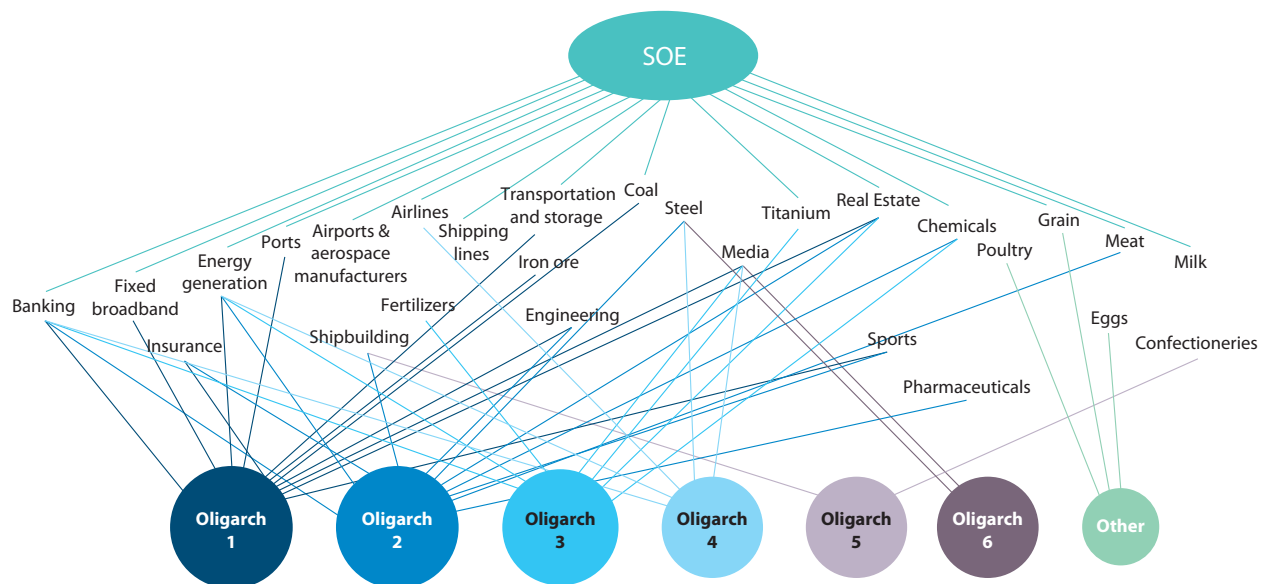 SOE
Coal
Transportation
and storage
Real Estate
Steel
Airlines
Titanium
Grain
Chemicals
Shipping
lines
Airports &
aerospace
manufacturers
Ports
Meat
Poultry
Media
Energy
generation
Iron ore
Milk
Fixed
broadband
Banking
Fertilizers
Engineering
Eggs
Shipbuilding
Sports
Insurance
Confectioneries
Pharmaceuticals
Oligarch
1
Oligarch
2
Oligarch
3
Oligarch
4
Oligarch
5
Oligarch
6
Other